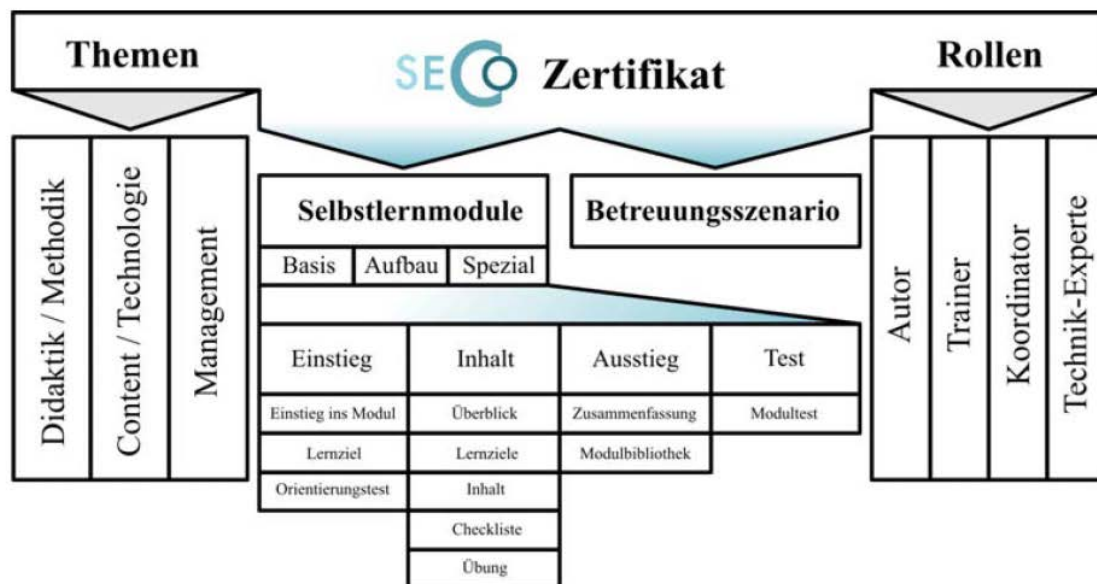 Themen
SECo Zertifikat
Rollen
Didaktik / Methodik
Content / Technologie
Management
Selbstlernmodule
Betreuungsszenario
Basis Aufbau Spezial
Einstieg Inhalt Ausstieg Test
Einstieg ins Modul Überblick Zusammenfassung Modultest
Lernziel Lernziele Modulbibliothek
Orientierungstest Inhalt
Checkliste
Übung
Autor
Trainer
Koordinator
Technik-Experte